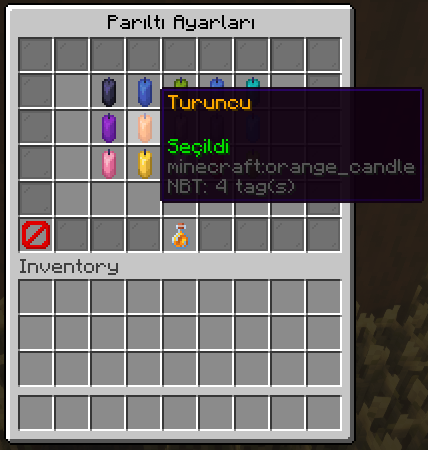 Parıltı Ayarları
Turuncu
Seçildi
minecraft:orange_candle
NBT: 4 tag(s)
Inventory